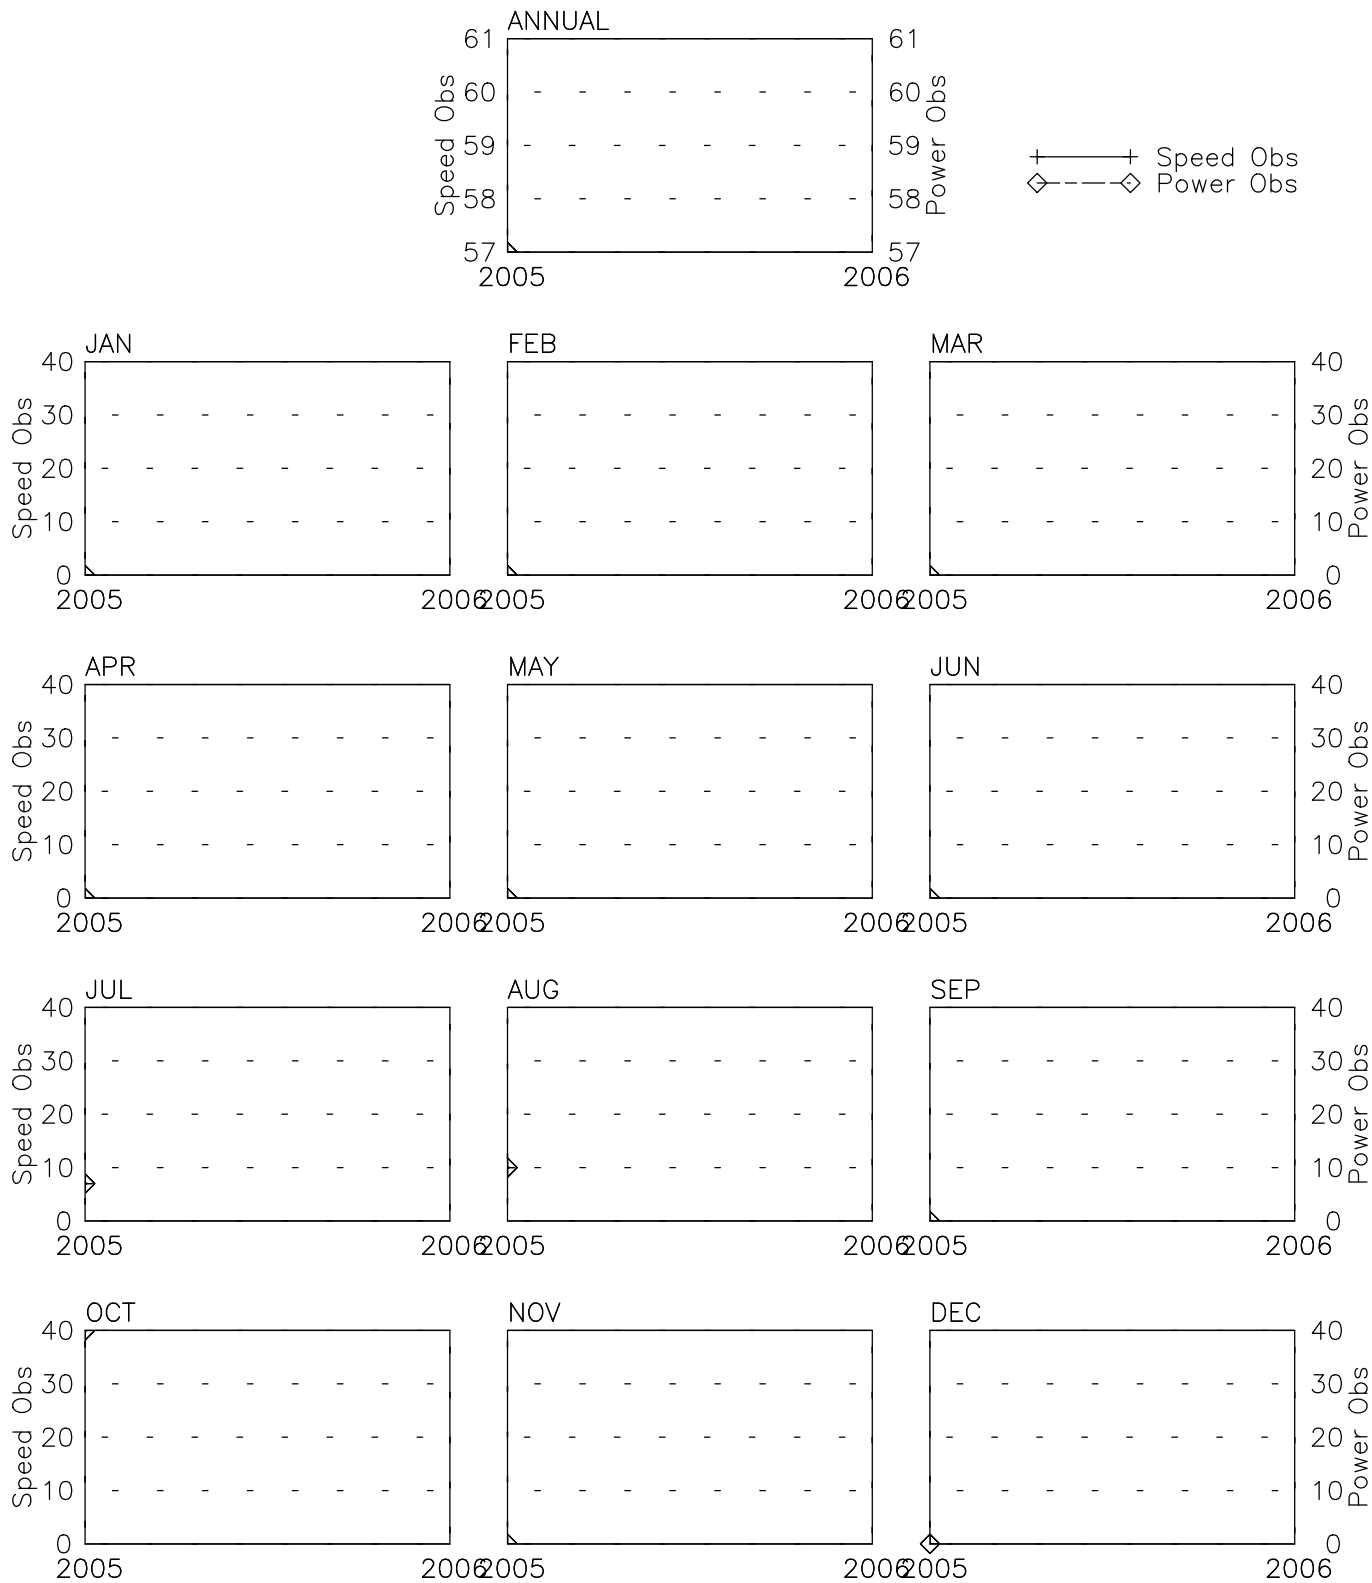 ANNUAL
61 61
60 60
59 59
58 58
57 57
Speed Obs
Power Obs
2005 2006
Speed Obs
Power Obs
JAN FEB MAR
40 40
30 30
20 20
10 10
0 0
Speed Obs
Power Obs
2005 2006 2005 2006 2005 2006
APR MAY JUN
40 40
30 30
20 20
10 10
0 0
Speed Obs
Power Obs
2005 2006 2005 2006 2005 2006
JUL AUG SEP
40 40
30 30
20 20
10 10
0 0
Speed Obs
Power Obs
2005 2006 2005 2006 2005 2006
OCT NOV DEC
40 40
30 30
20 20
10 10
0 0
Speed Obs
Power Obs
2005 2006 2005 2006 2005 2006